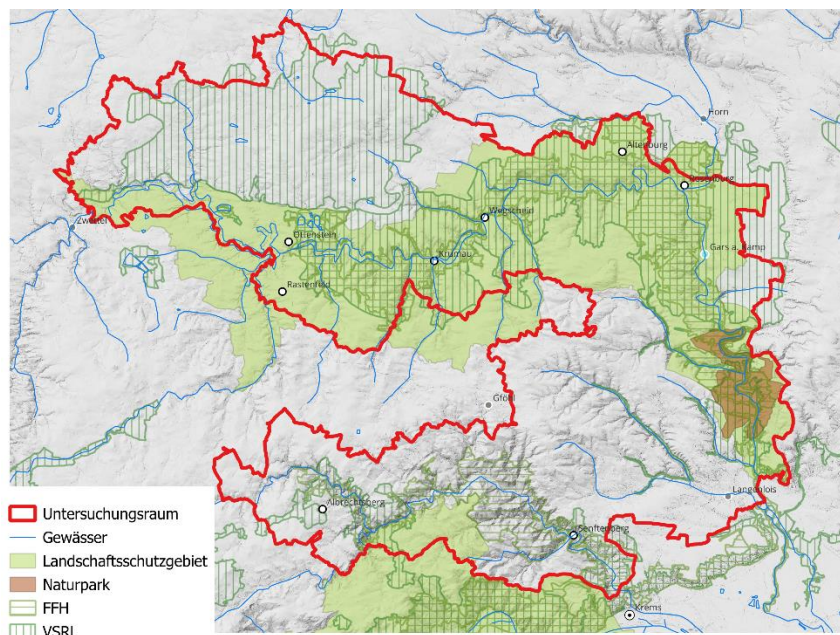 Horn
Altenburg
Rosenburg
Zwettl
Wegscheid
Ottenstein
Gars a. Kamp
Krumau
Rastenfeld
Gföhl
Langenlois
Albrechtsberg
Senftenberg
Krems
Untersuchungsraum
Gewässer
Landschaftsschutzgebiet
Naturpark
FFH
VSRL